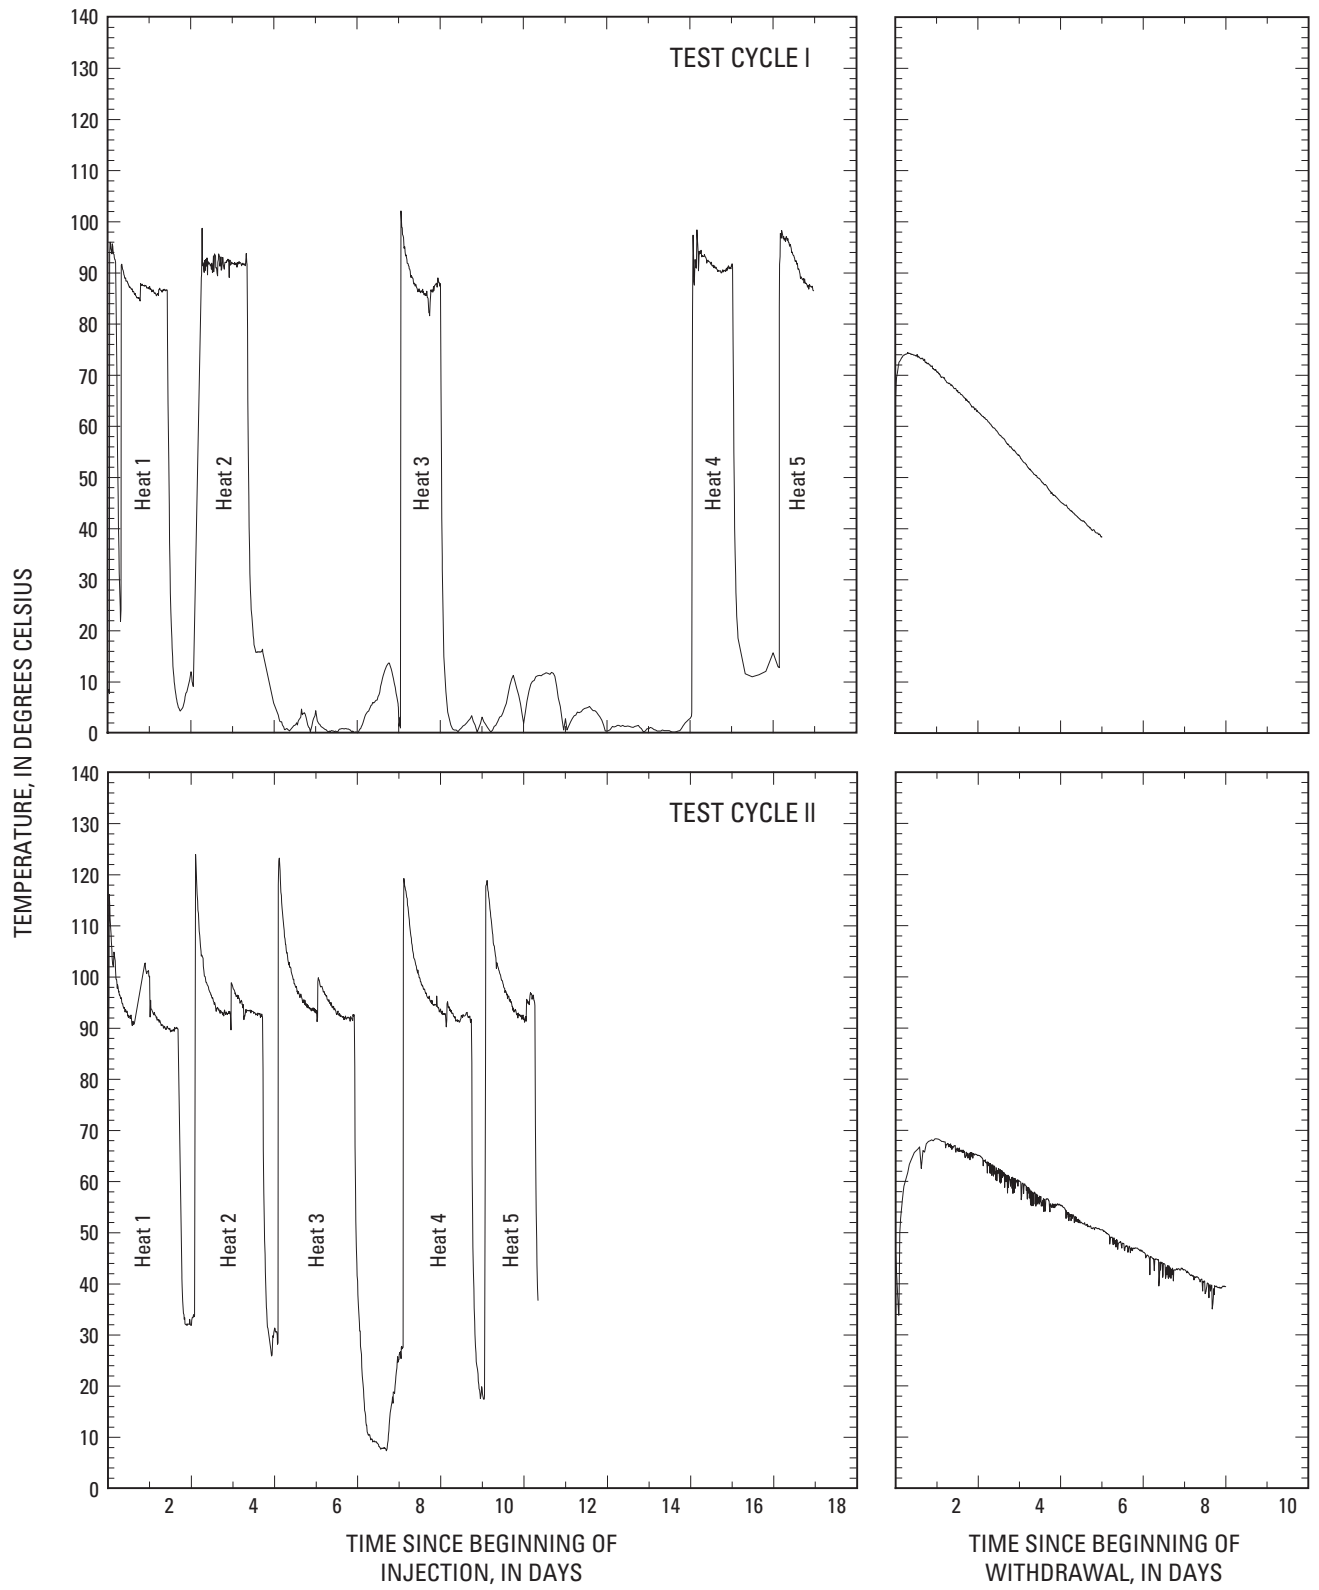 TEMPERATURE, IN DEGREES CELSIUS
140
130
120
110
100
90
80
70
60
50
40
30
20
10
0
TEST CYCLE I
Heat 1
Heat 2
Heat 3
Heat 4
Heat 5
140
130
120
110
100
90
80
70
60
50
40
30
20
10
0
TEST CYCLE II
Heat 1
Heat 2
Heat 3
Heat 4
Heat 5
2 4 6 8 10 12 14 16 18
TIME SINCE BEGINNING OF
INJECTION, IN DAYS
2 4 6 8 10
TIME SINCE BEGINNING OF
WITHDRAWAL, IN DAYS